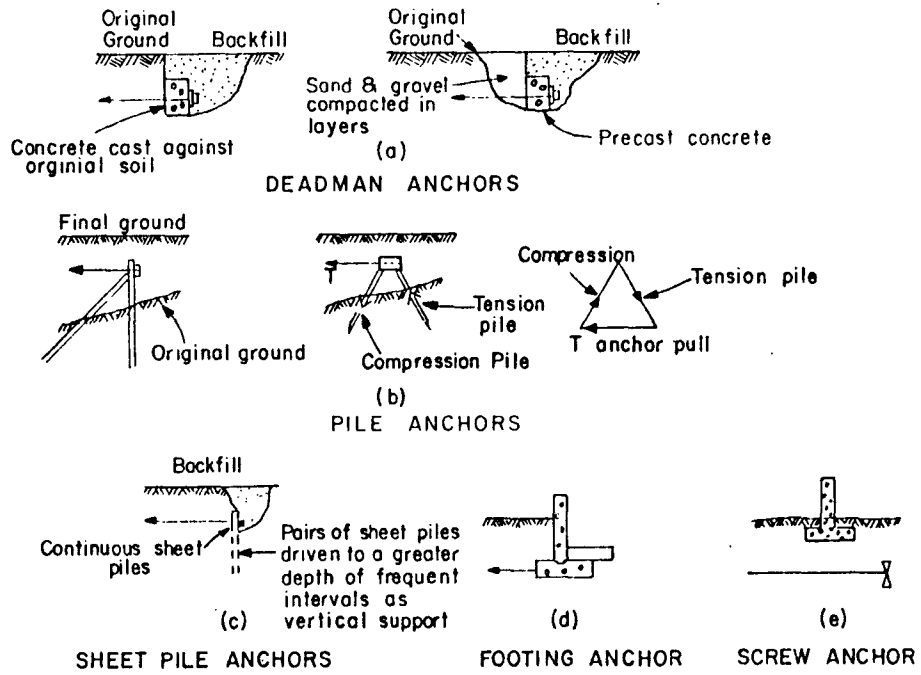 Original
Ground
Backfill
Concrete cast against
orginial soil
Original
Ground
Backfill
Sand & gravel
compacted in
layers
Precast concrete
(a)
DEADMAN ANCHORS
Final ground
Original ground
T
Tension
pile
Compression Pile
Compression
Tension pile
T anchor pull
(b)
PILE ANCHORS
Backfill
Continuous sheet
piles
Pairs of sheet piles
driven to a greater
depth of frequent
intervals as
vertical support
(c)
SHEET PILE ANCHORS
(d)
FOOTING ANCHOR
(e)
SCREW ANCHOR